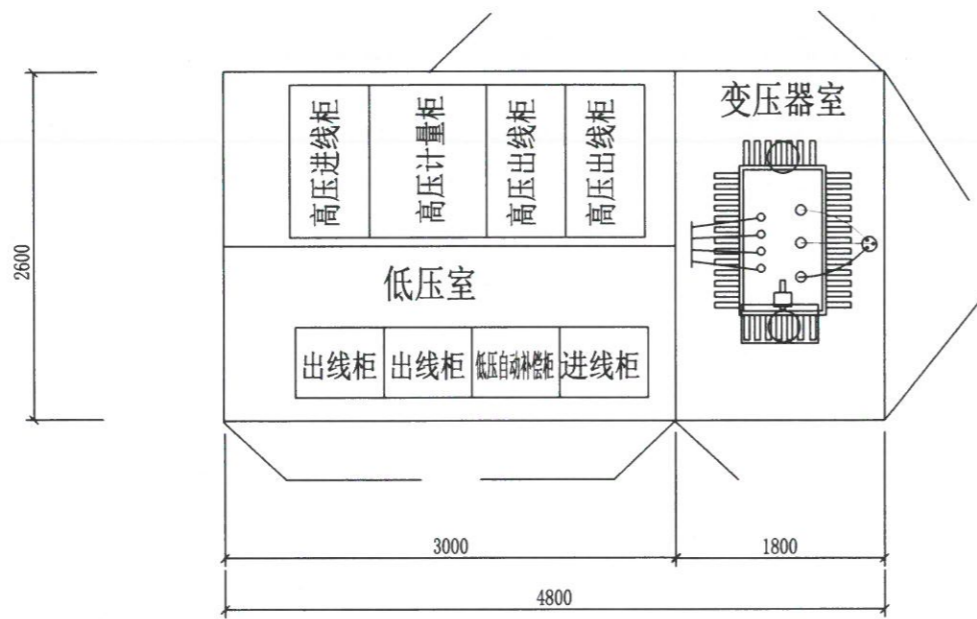 变压器室
高压进线柜
高压计量柜
高压出线柜
高压出线柜
2600
低压室
出线柜
出线柜
低压自动补偿柜
进线柜
3000
1800
4800